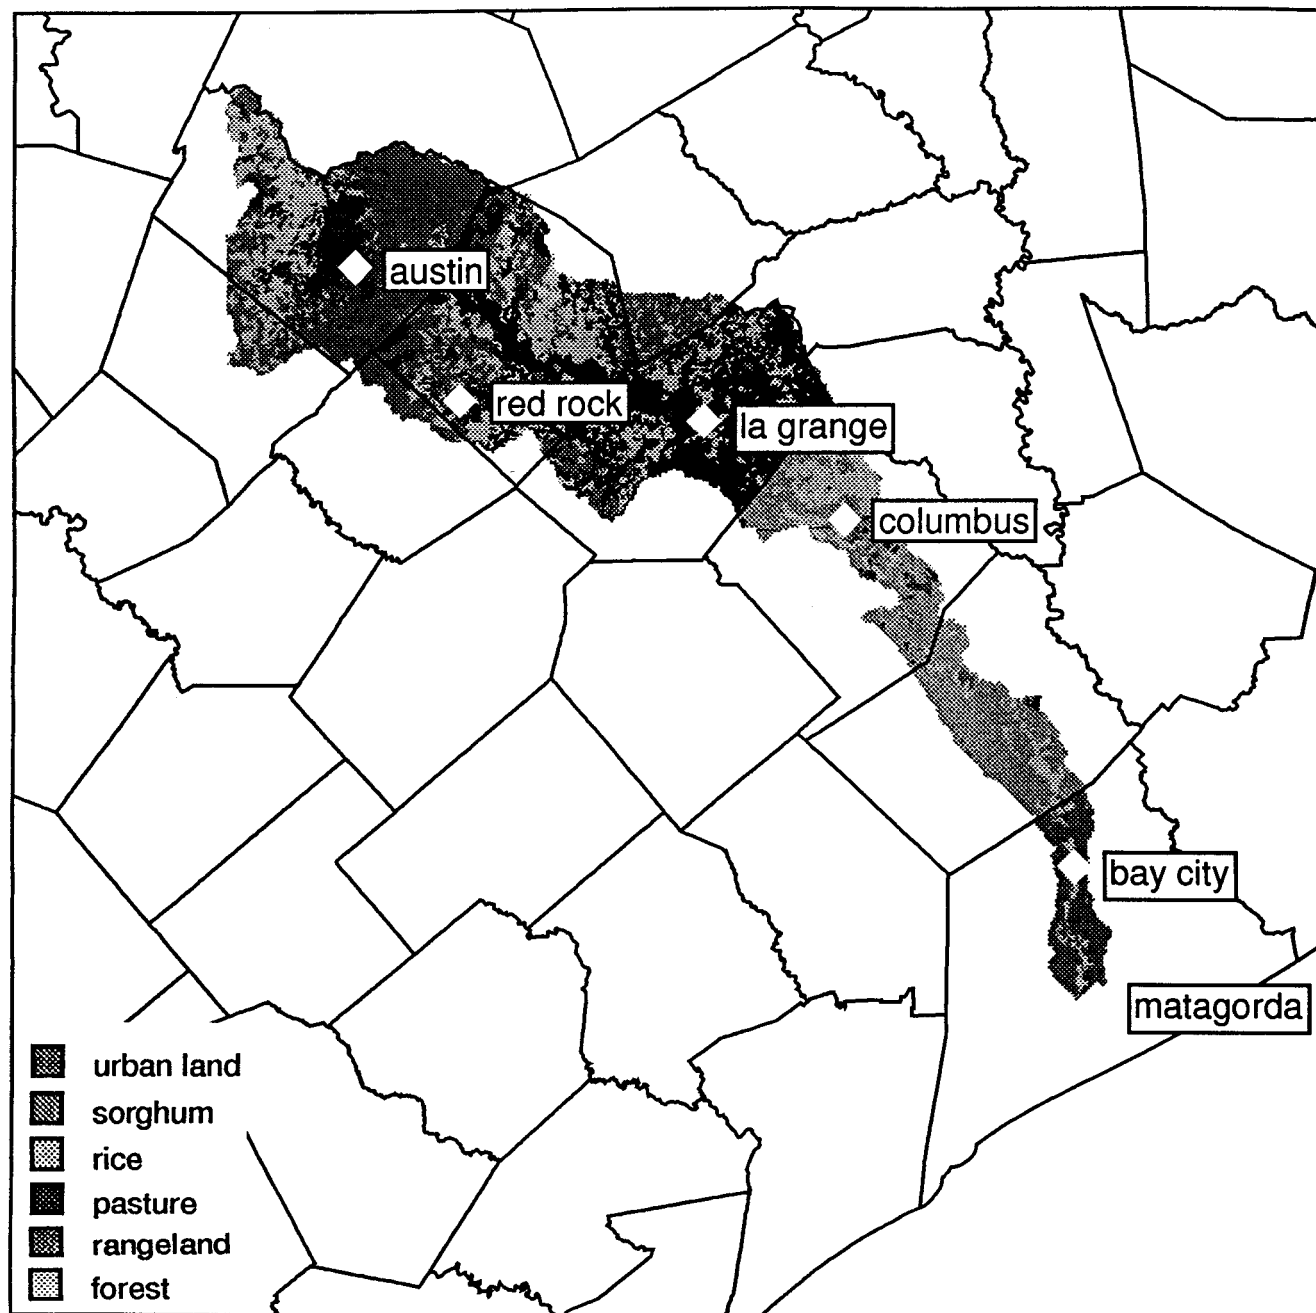 austin
red rock
la grange
columbus
bay city
matagorda
urban land
sorghum
rice
pasture
rangeland
forest